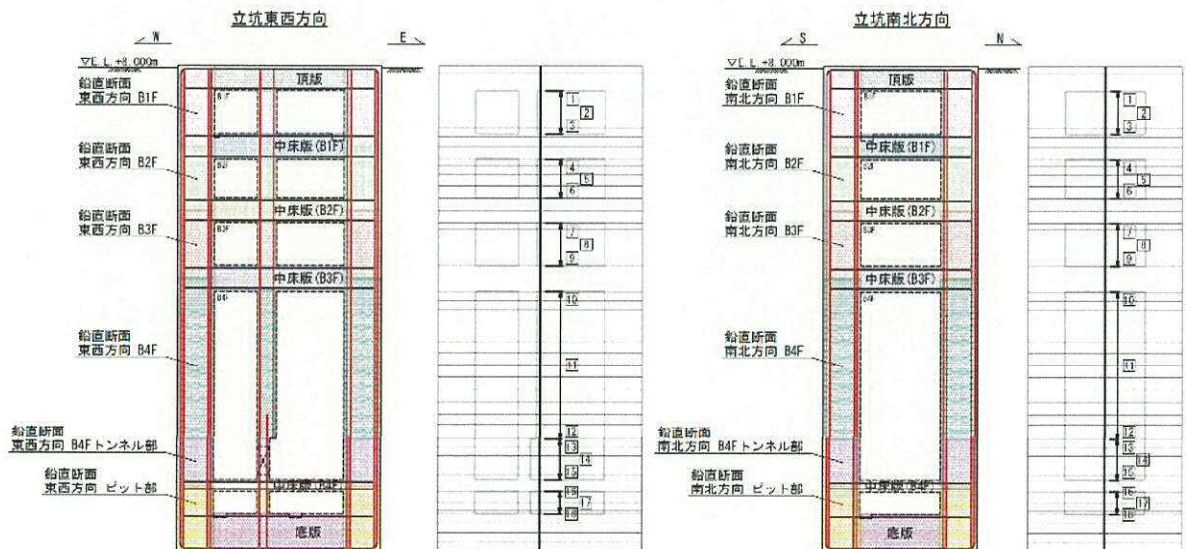 立坑東西方向
W
E
▽E.L.+8.000m
頂版
鉛直断面
東西方向 B1F
B1F
中床版(B1F)
鉛直断面
東西方向 B2F
B2F
中床版(B2F)
鉛直断面
東西方向 B3F
B3F
中床版(B3F)
B4F
鉛直断面
東西方向 B4F
鉛直断面
東西方向 B4Fトンネル部
鉛直断面
東西方向 ピット部
中床版(B4F)
底版
1
2
3
4
5
6
7
8
9
10
11
12
13
14
15
16
17
18
立坑南北方向
S
N
▽E.L.+8.000m
頂版
鉛直断面
南北方向 B1F
B1F
中床版(B1F)
鉛直断面
南北方向 B2F
B2F
中床版(B2F)
鉛直断面
南北方向 B3F
B3F
中床版(B3F)
B4F
鉛直断面
南北方向 B4F
鉛直断面
南北方向 B4Fトンネル部
鉛直断面
南北方向 ピット部
中床版(B4F)
底版
1
2
3
4
5
6
7
8
9
10
11
12
13
14
15
16
17
18